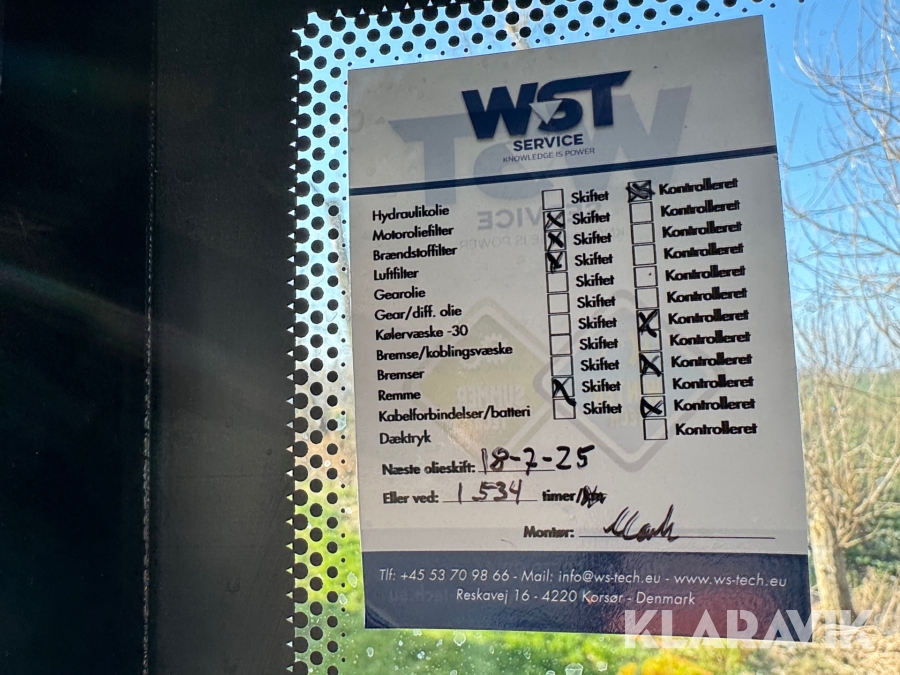 WST
SERVICE
KNOWLEDGE IS POWER
Hydraulikolie Skiftet Kontrolleret
Motoroliefilter Skiftet Kontrolleret
Brændstoffilter Skiftet Kontrolleret
Luftfilter Skiftet Kontrolleret
Gearolie Skiftet Kontrolleret
Gear/diff. olie Skiftet Kontrolleret
Kølervæske -30 Skiftet Kontrolleret
Bremse/koblingsvæske Skiftet Kontrolleret
Bremser Skiftet Kontrolleret
Remme Skiftet Kontrolleret
Kabelforbindelser/batteri Skiftet Kontrolleret
Dæktryk Kontrolleret
Næste olieskift: 18-7-25
Eller ved: 1534 timer/km
Montør:
Tlf: +45 53 70 98 66 - Mail: info@ws-tech.eu - www.ws-tech.eu
Reskavej 16 - 4220 Korsør - Denmark
KLARAVIK